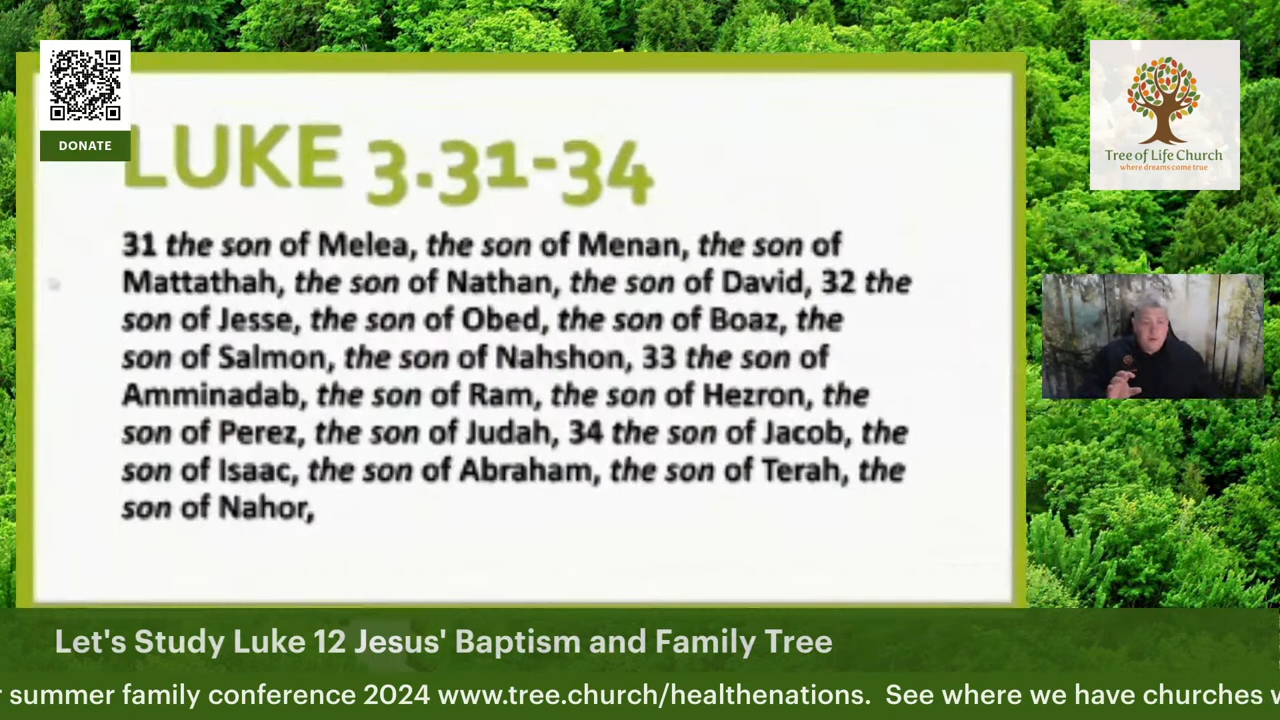 DONATE
LUKE 3.31-34
31 the son of Melea, the son of Menan, the son of
Mattathah, the son of Nathan, the son of David, 32 the
son of Jesse, the son of Obed, the son of Boaz, the
son of Salmon, the son of Nahshon, 33 the son of
Amminadab, the son of Ram, the son of Hezron, the
son of Perez, the son of Judah, 34 the son of Jacob, the
son of Isaac, the son of Abraham, the son of Terah, the
son of Nahor,
Tree of Life Church
where dreams come true
Let's Study Luke 12 Jesus' Baptism and Family Tree
summer family conference 2024 www.tree.church/healthenations. See where we have churches